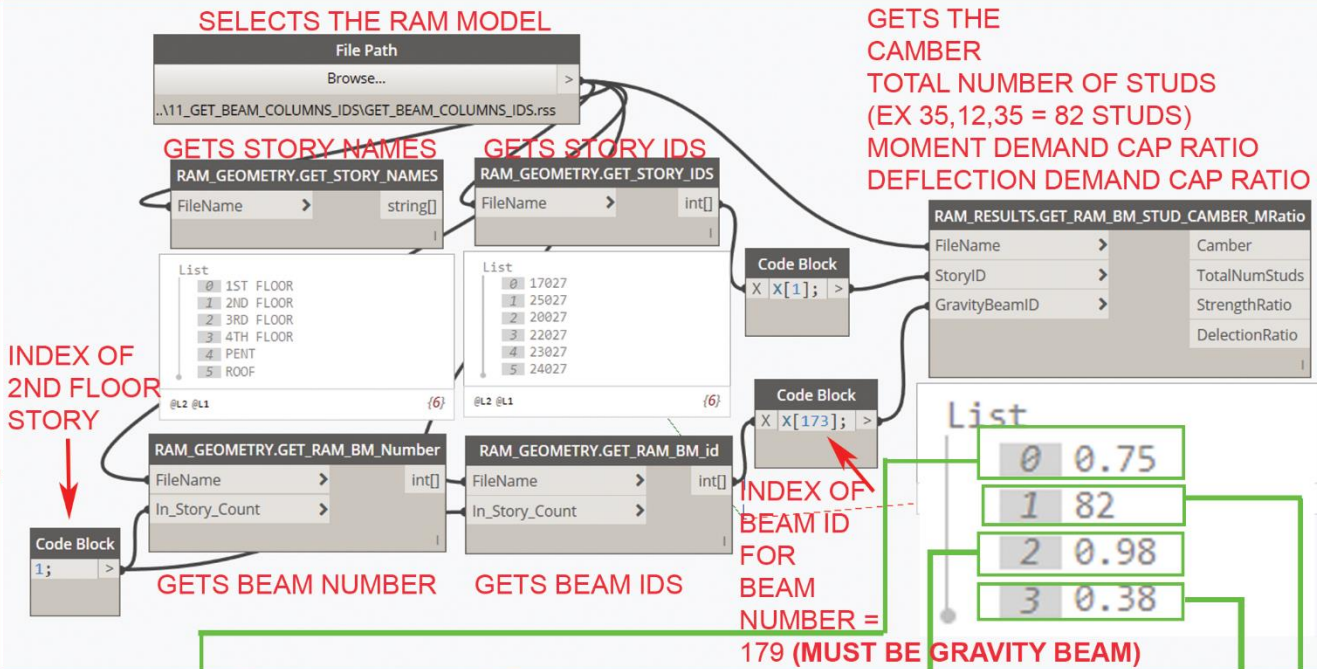 SELECTS THE RAM MODEL
File Path
Browse... >
..\11_GET_BEAM_COLUMNS_IDS\GET_BEAM_COLUMNS_IDS.rss
GETS THE
CAMBER
TOTAL NUMBER OF STUDS
(EX 35,12,35 = 82 STUDS)
MOMENT DEMAND CAP RATIO
DEFLECTION DEMAND CAP RATIO
GETS STORY NAMES
RAM_GEOMETRY.GET_STORY_NAMES
FileName > string[]
l
List
0 1ST FLOOR
1 2ND FLOOR
2 3RD FLOOR
3 4TH FLOOR
4 PENT
5 ROOF
@L2 @L1 {6}
GETS STORY IDS
RAM_GEOMETRY.GET_STORY_IDS
FileName > int[]
l
List
0 17027
1 25027
2 20027
3 22027
4 23027
5 24027
@L2 @L1 {6}
Code Block
X X[1]; >
RAM_RESULTS.GET_RAM_BM_STUD_CAMBER_MRatio
FileName > Camber
StoryID > TotalNumStuds
GravityBeamID > StrengthRatio
DelectionRatio
l
INDEX OF
2ND FLOOR
STORY
Code Block
1; >
RAM_GEOMETRY.GET_RAM_BM_Number
FileName > int[]
In_Story_Count >
l
GETS BEAM NUMBER
RAM_GEOMETRY.GET_RAM_BM_id
FileName > int[]
In_Story_Count >
l
GETS BEAM IDS
Code Block
X X[173]; >
INDEX OF
BEAM ID
FOR
BEAM
NUMBER =
179 (MUST BE GRAVITY BEAM)
List
0 0.75
1 82
2 0.98
3 0.38